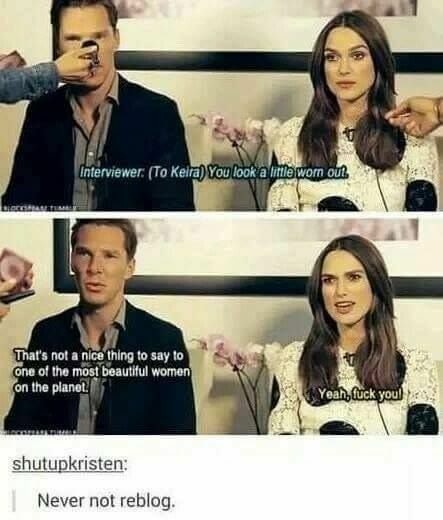 Interviewer: (To Keira) You look a little worn out.
That's not a nice thing to say to
one of the most beautiful women
on the planet.
Yeah, fuck you!
shutupkristen:
Never not reblog.